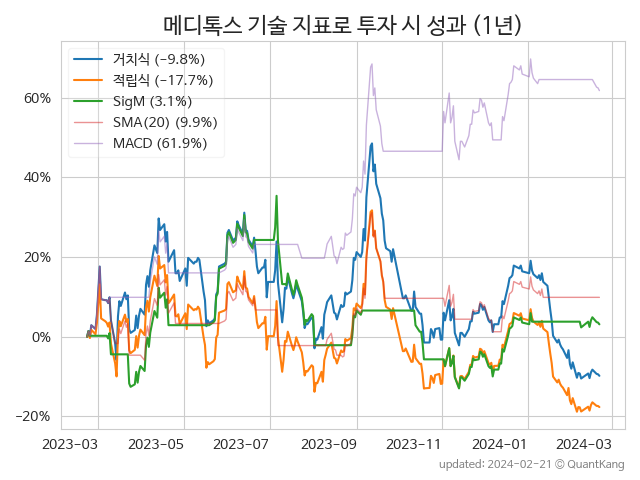 메디톡스 기술 지표로 투자 시 성과 (1년)
거치식 (−9.8%)
적립식 (−17.7%)
SigM (3.1%)
SMA(20) (9.9%)
MACD (61.9%)
60%
40%
20%
0%
−20%
2023-03 2023-05 2023-07 2023-09 2023-11 2024-01 2024-03
updated: 2024-02-21 © QuantKang